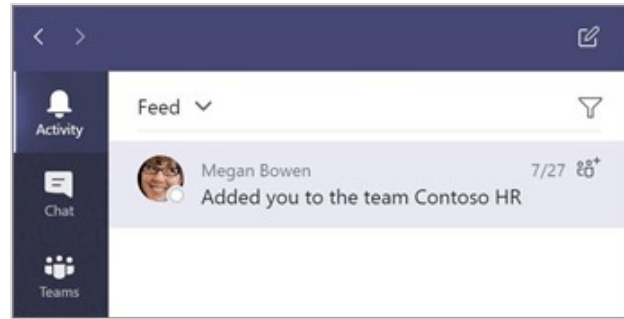 Activity
Chat
Teams
Feed
Megan Bowen 7/27
Added you to the team Contoso HR